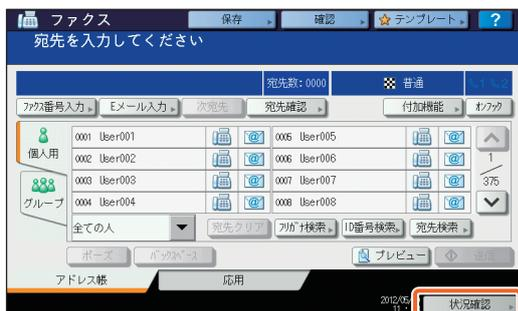 ファクス 保存 確認 テンプレート ?
宛先を入力してください
宛先数: 0000 普通
ファクス番号入力 Eメール入力 次宛先 宛先確認 付加機能 オンフック
個人用 0001 User001 0005 User005
0002 User002 0006 User006 1
0003 User003 0007 User007 375
グループ 0004 User004 0008 User008
全ての人 宛先クリア フリガナ検索 ID番号検索 宛先検索
ポーズ バックスペース プレビュー 送信
アドレス帳 応用
2012/05/
11 : 状況確認